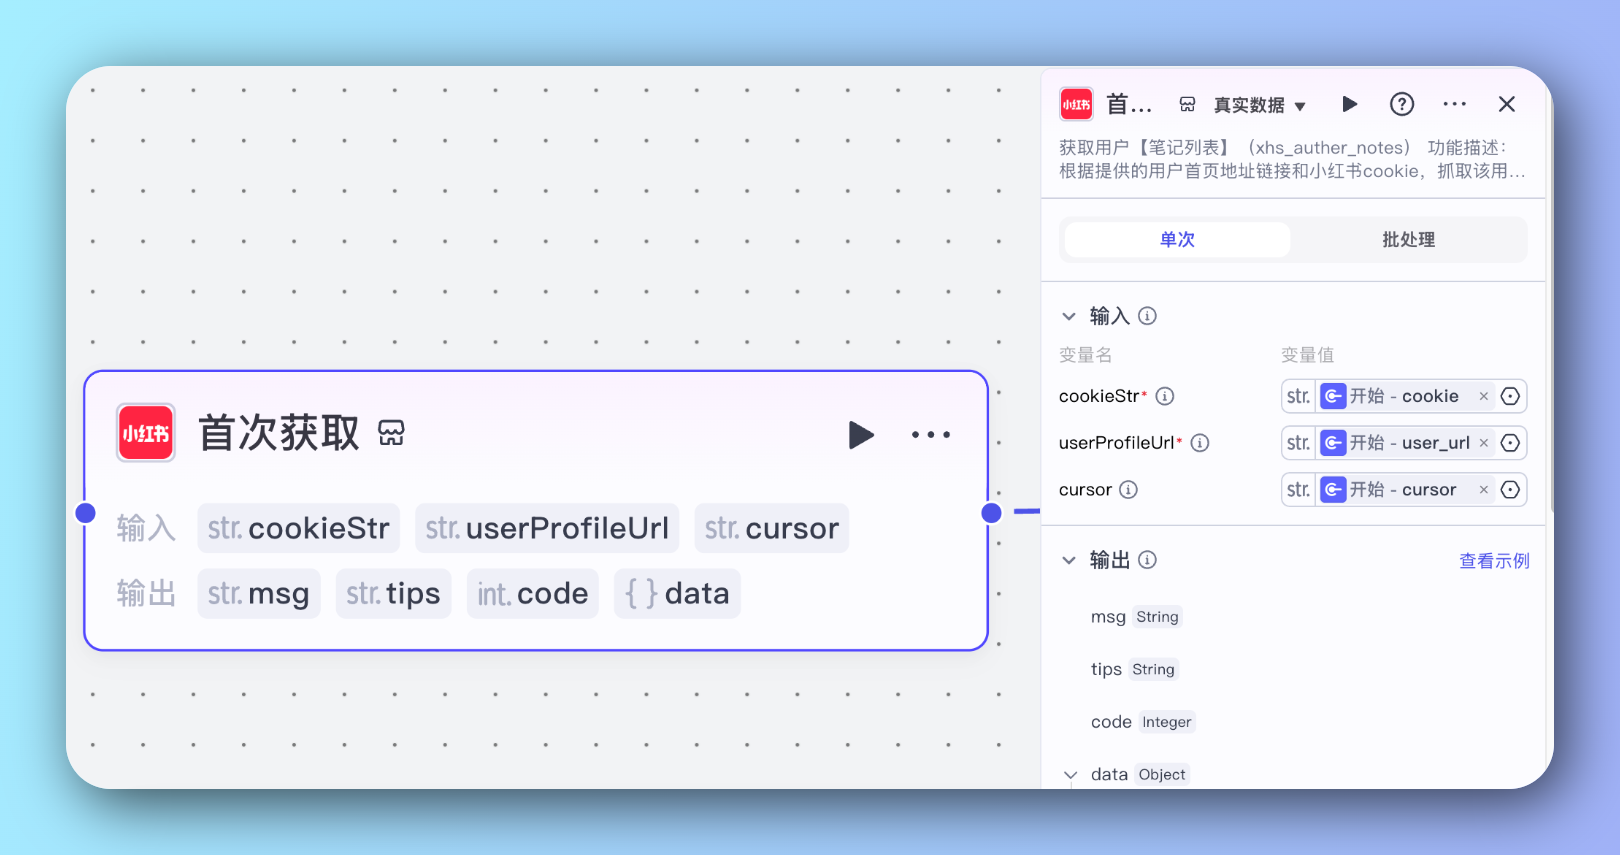 小红书 首次获取
输入 str. cookieStr str. userProfileUrl str. cursor
输出 str. msg str. tips int. code { } data
小红书 首... 真实数据
获取用户【笔记列表】（xhs_auther_notes） 功能描述：
根据提供的用户首页地址链接和小红书cookie，抓取该用...
单次 批处理
输入
变量名 变量值
cookieStr* str. 开始 - cookie ×
userProfileUrl* str. 开始 - user_url ×
cursor str. 开始 - cursor ×
输出 查看示例
msg String
tips String
code Integer
data Object